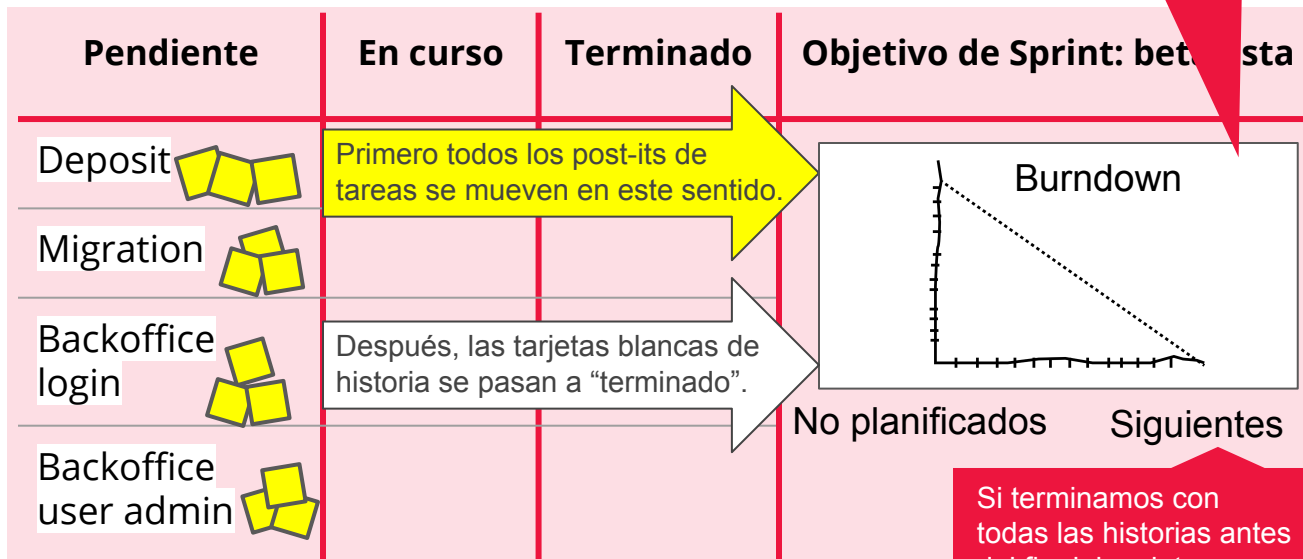 Pendiente
En curso
Terminado
Objetivo de Sprint: sta
Deposit
Primero todos los post-its de
tareas se mueven en este sentido.
Burndown
Migration
Backoffice
login
Después, las tarjetas blancas de
historia se pasan a “terminado”.
No planificados
Siguientes
Backoffice
user admin
Si terminamos con
todas las historias antes